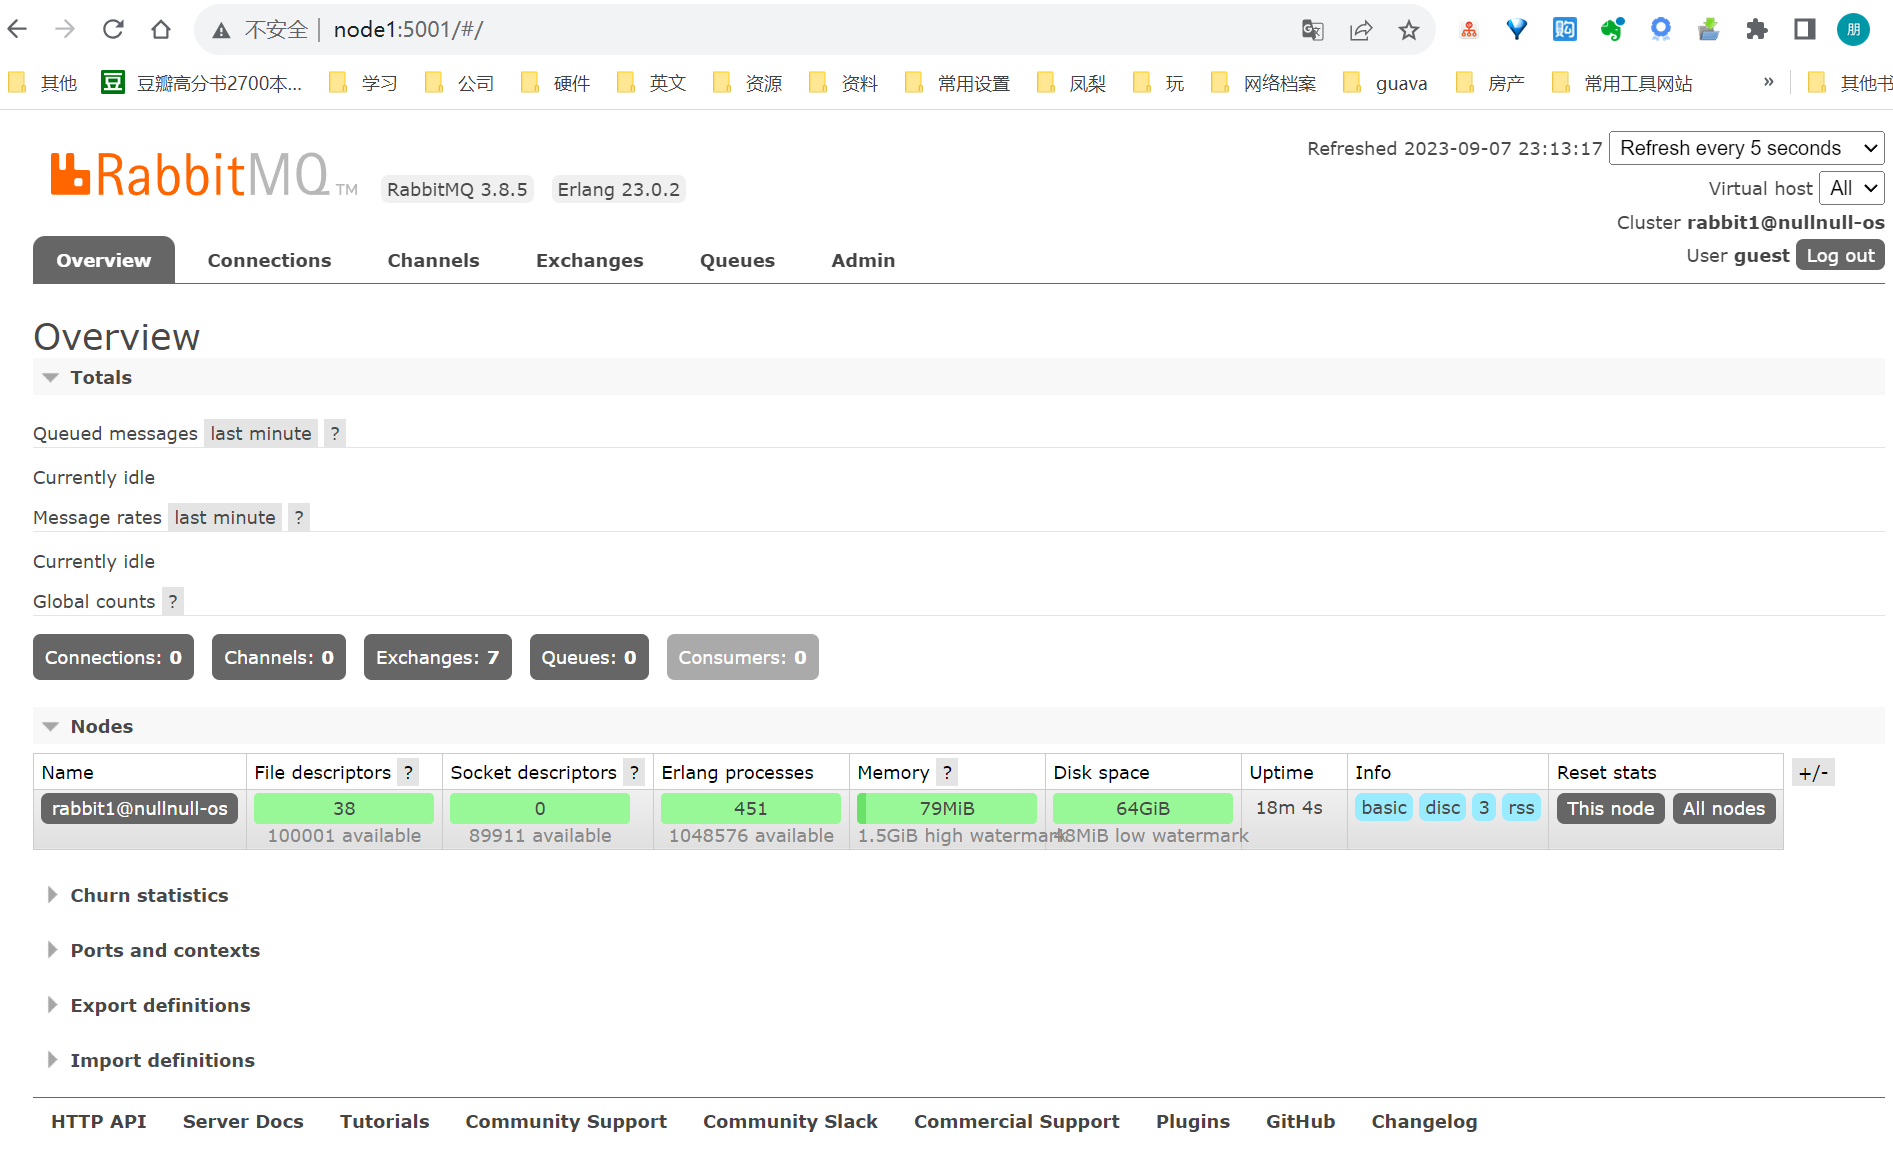 不安全 | node1:5001/#/
朋
其他 豆 豆瓣高分书2700本... 学习 公司 硬件 英文 资源 资料 常用设置 凤梨 玩 网络档案 guava 房产 常用工具网站 » 其他书
RabbitMQ TM RabbitMQ 3.8.5 Erlang 23.0.2
Refreshed 2023-09-07 23:13:17 Refresh every 5 seconds
Virtual host All
Cluster rabbit1@nullnull-os
User guest Log out
Overview Connections Channels Exchanges Queues Admin
Overview
Totals
Queued messages last minute ?
Currently idle
Message rates last minute ?
Currently idle
Global counts ?
Connections: 0 Channels: 0 Exchanges: 7 Queues: 0 Consumers: 0
Nodes
Name File descriptors ? Socket descriptors ? Erlang processes Memory ? Disk space Uptime Info Reset stats +/-
rabbit1@nullnull-os 38 0 451 79MiB 64GiB 18m 4s basic disc 3 rss This node All nodes
100001 available 89911 available 1048576 available 1.5GiB high watermark 48MiB low watermark
Churn statistics
Ports and contexts
Export definitions
Import definitions
HTTP API Server Docs Tutorials Community Support Community Slack Commercial Support Plugins GitHub Changelog